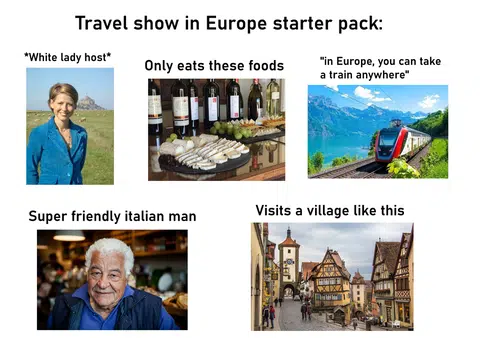 Travel show in Europe starter pack:
*White lady host*
Only eats these foods
"in Europe, you can take
a train anywhere"
Super friendly italian man
Visits a village like this